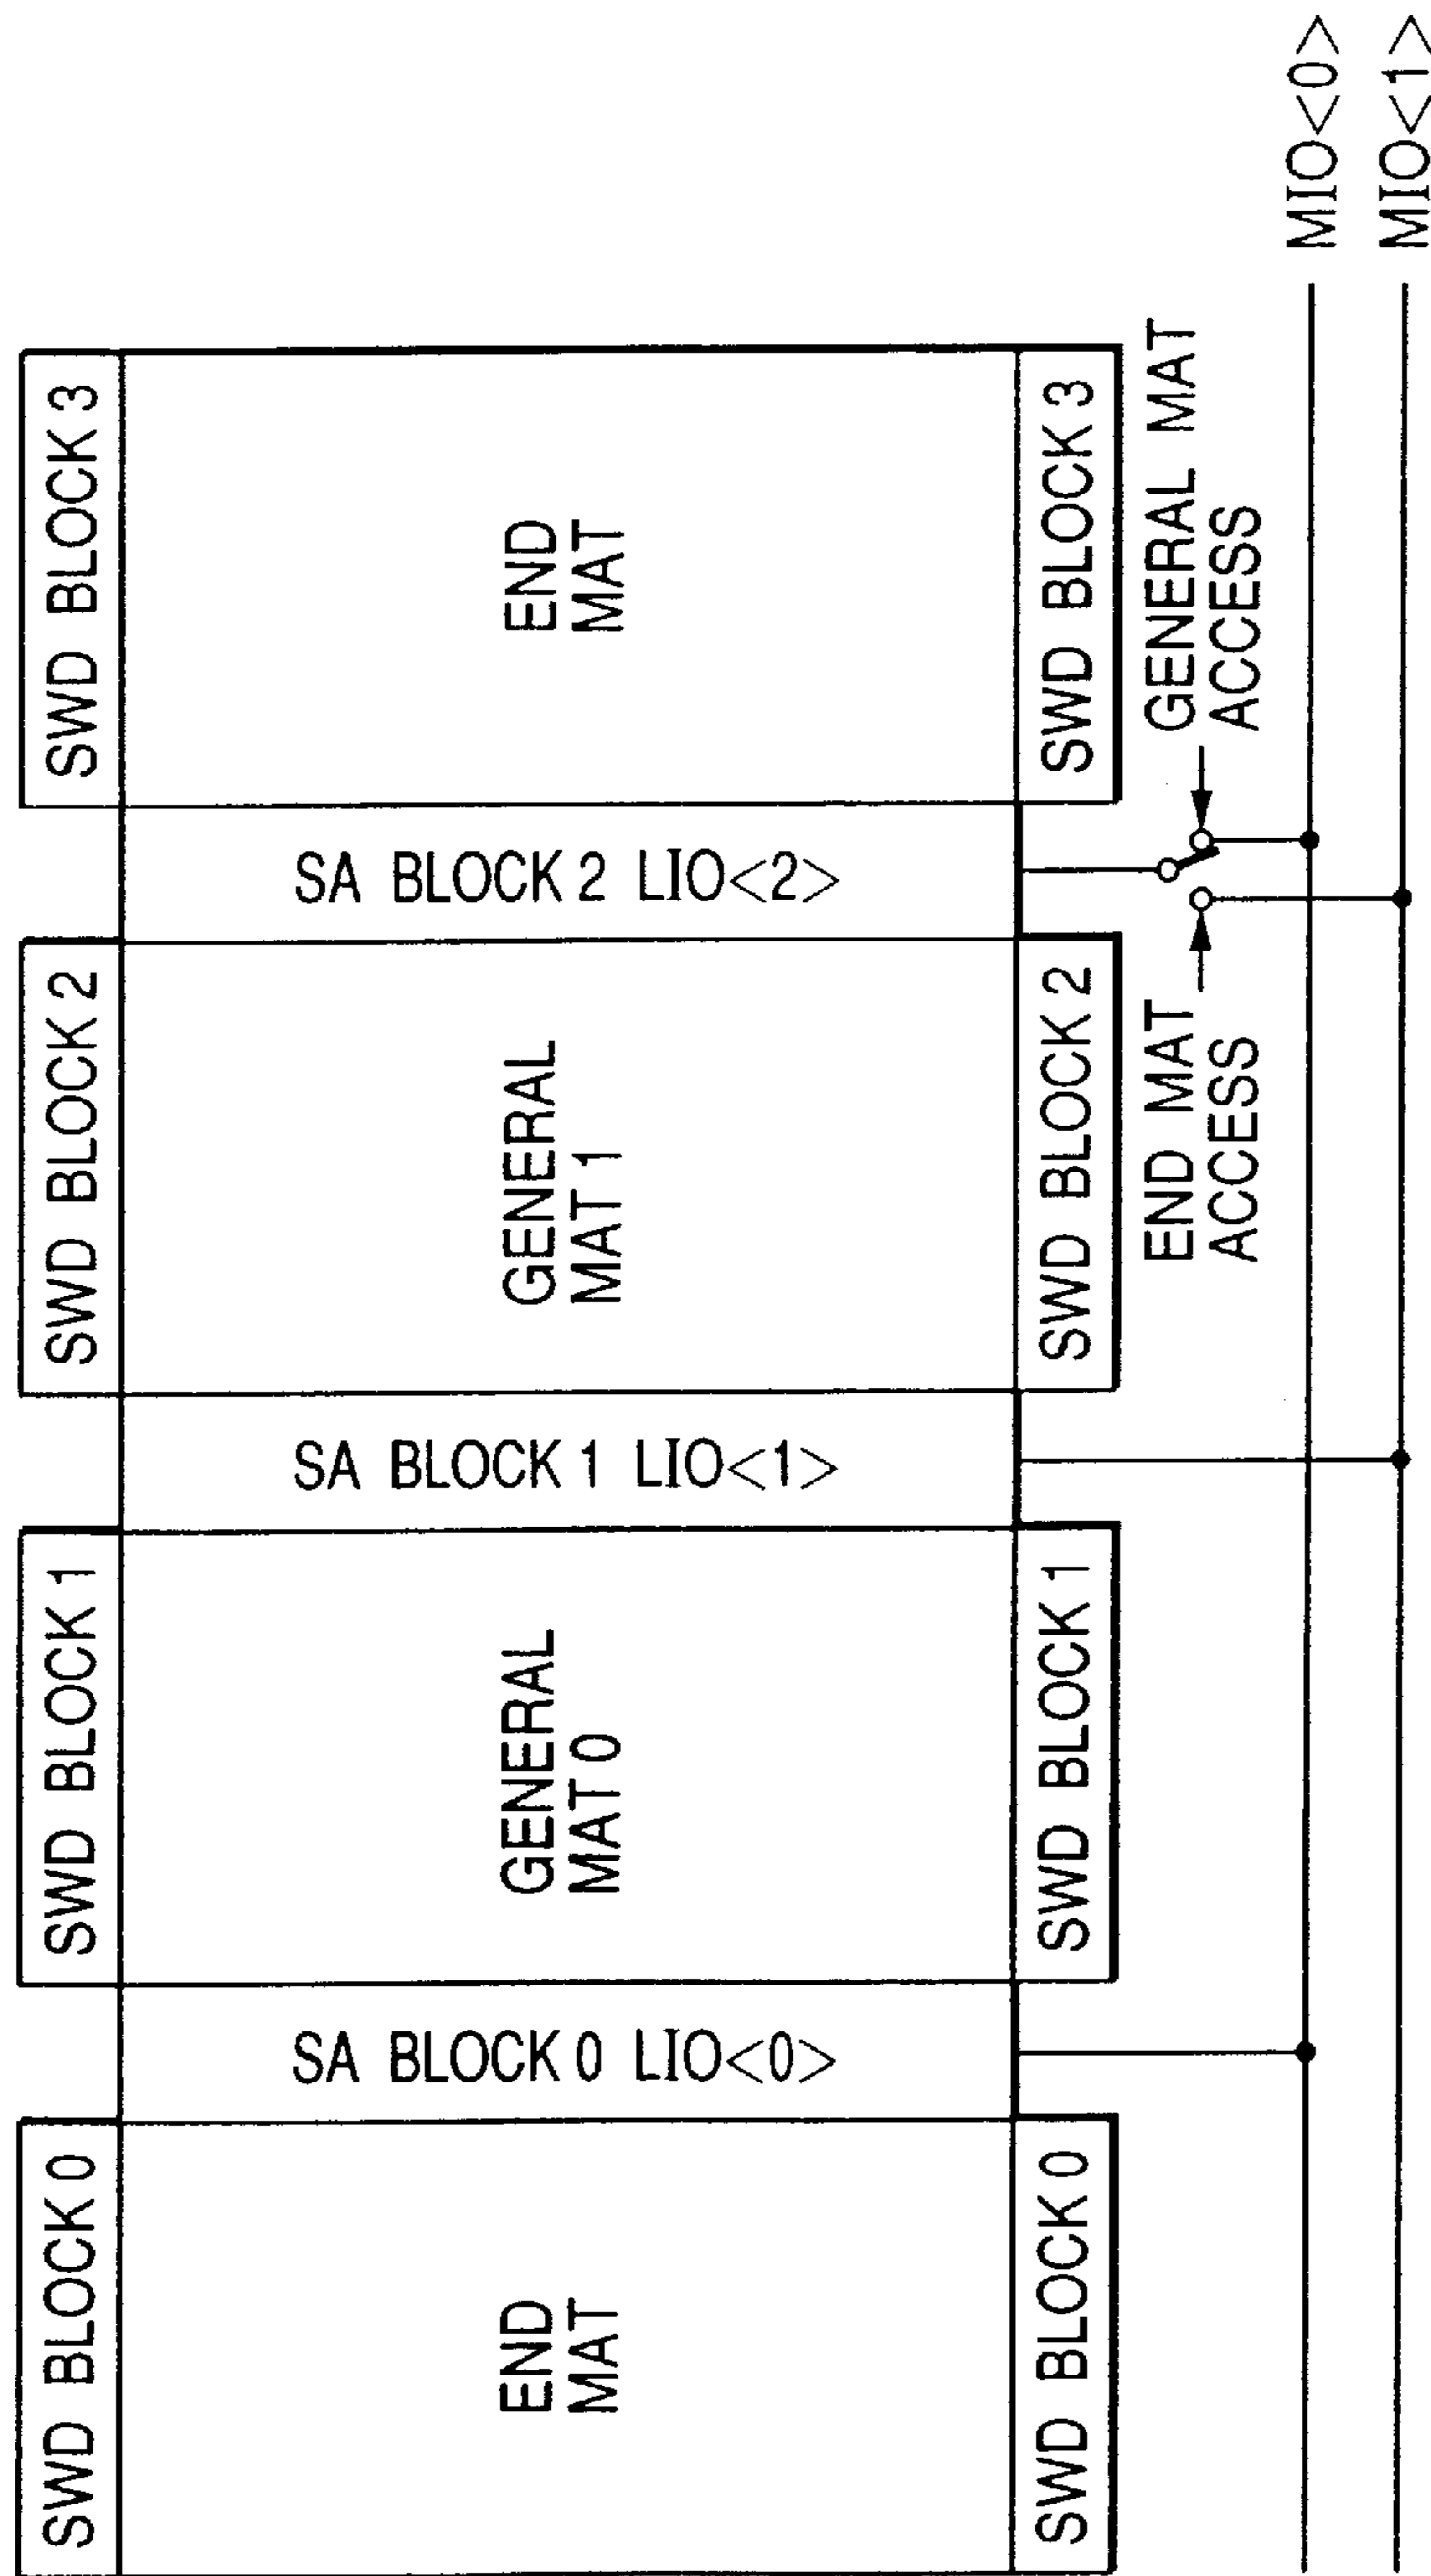 SWD BLOCK 0
SWD BLOCK 1
SWD BLOCK 2
SWD BLOCK 3
END
MAT
SA BLOCK 0 LIO<0>
GENERAL
MAT 0
SA BLOCK 1 LIO<1>
GENERAL
MAT 1
SA BLOCK 2 LIO<2>
END
MAT
SWD BLOCK 0
SWD BLOCK 1
SWD BLOCK 2
SWD BLOCK 3
END MAT
ACCESS
GENERAL MAT
ACCESS
MIO<0>
MIO<1>